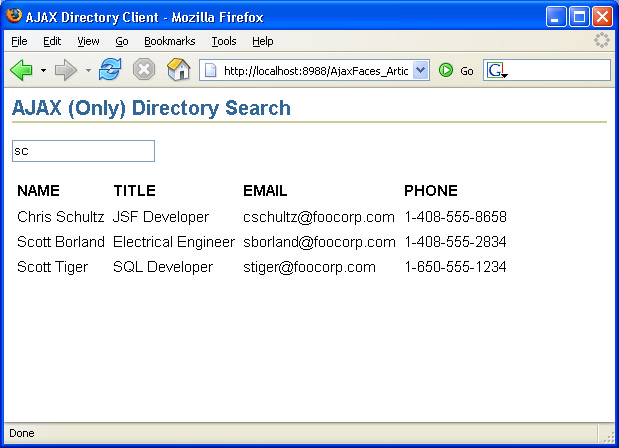 AJAX Directory Client - Mozilla Firefox
File Edit View Go Bookmarks Tools Help
http://localhost:8988/AjaxFaces_Artic Go G
AJAX (Only) Directory Search
sc
NAME TITLE EMAIL PHONE
Chris Schultz JSF Developer cschultz@foocorp.com 1-408-555-8658
Scott Borland Electrical Engineer sborland@foocorp.com 1-408-555-2834
Scott Tiger SQL Developer stiger@foocorp.com 1-650-555-1234
Done